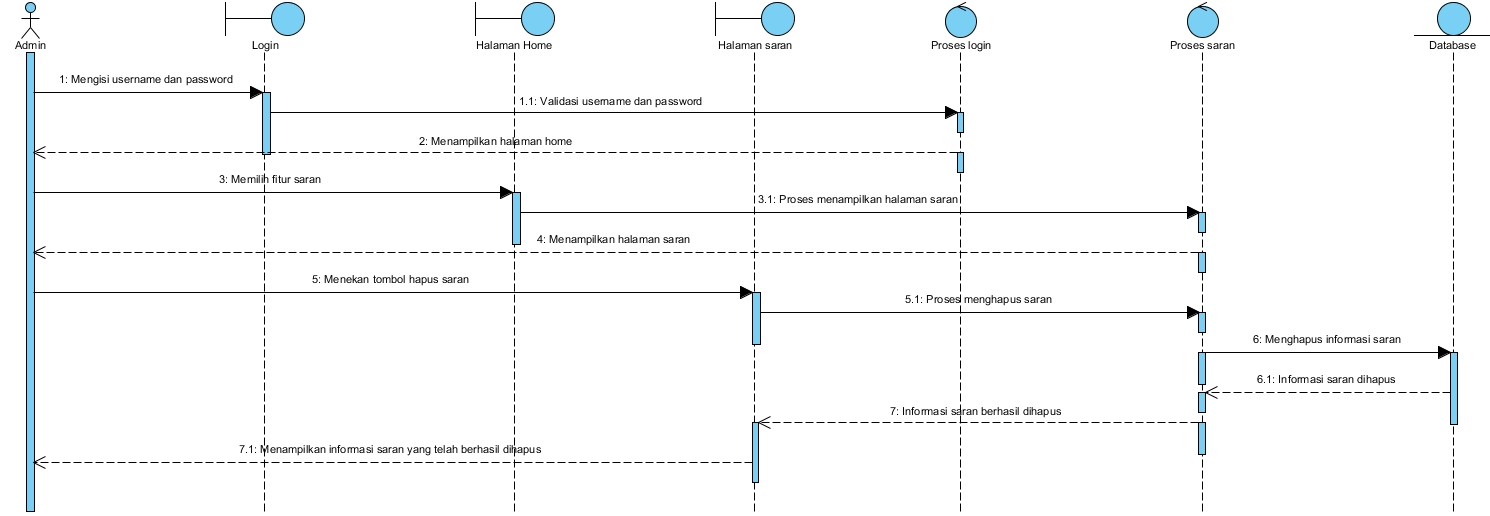 Admin
Login
Halaman Home
Halaman saran
Proses login
Proses saran
Database
1: Mengisi username dan password
1.1: Validasi username dan password
2: Menampilkan halaman home
3: Memilih fitur saran
3.1: Proses menampilkan halaman saran
4: Menampilkan halaman saran
5: Menekan tombol hapus saran
5.1: Proses menghapus saran
6: Menghapus informasi saran
6.1: Informasi saran dihapus
7: Informasi saran berhasil dihapus
7.1: Menampilkan informasi saran yang telah berhasil dihapus